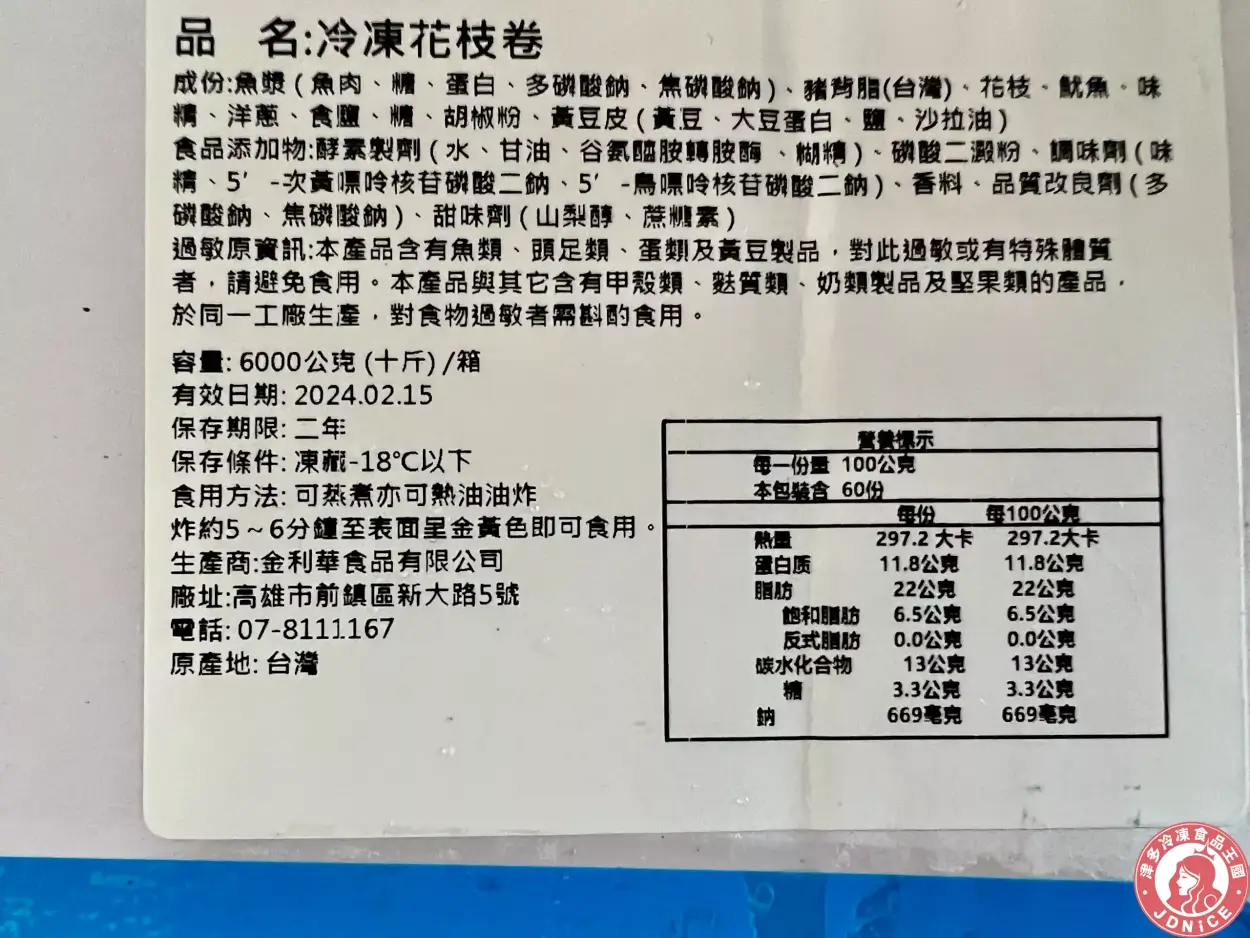 品 名:冷凍花枝卷
成份:魚漿(魚肉、糖、蛋白、多磷酸鈉、焦磷酸鈉)、豬背脂(台灣)、花枝、魷魚、味
精、洋蔥、食鹽、糖、胡椒粉、黃豆皮(黃豆、大豆蛋白、鹽、沙拉油)
食品添加物:酵素製劑(水、甘油、谷氨醯胺轉胺酶、糊精)、磷酸二澱粉、調味劑(味
精、5'-次黃嘌呤核苷磷酸二鈉、5'-鳥嘌呤核苷磷酸二鈉)、香料、品質改良劑(多
磷酸鈉、焦磷酸鈉)、甜味劑(山梨醇、蔗糖素)
過敏原資訊:本產品含有魚類、頭足類、蛋類及黃豆製品,對此過敏或有特殊體質
者,請避免食用。本產品與其它含有甲殼類、麩質類、奶類製品及堅果類的產品,
於同一工廠生產,對食物過敏者需斟酌食用。
容量: 6000公克 (十斤) /箱
有效日期: 2024.02.15
保存期限: 二年
保存條件: 凍藏-18℃以下
食用方法: 可蒸煮亦可熱油油炸
炸約5~6分鐘至表面呈金黃色即可食用。
生產商:金利華食品有限公司
廠址:高雄市前鎮區新大路5號
電話: 07-8111167
原產地: 台灣
營養標示
每一份量 100公克
本包裝含 60份
每份 每100公克
熱量 297.2 大卡 297.2大卡
蛋白质 11.8公克 11.8公克
脂肪 22公克 22公克
飽和脂肪 6.5公克 6.5公克
反式脂肪 0.0公克 0.0公克
碳水化合物 13公克 13公克
糖 3.3公克 3.3公克
鈉 669毫克 669毫克
津多冷凍食品王國
JDNiCE